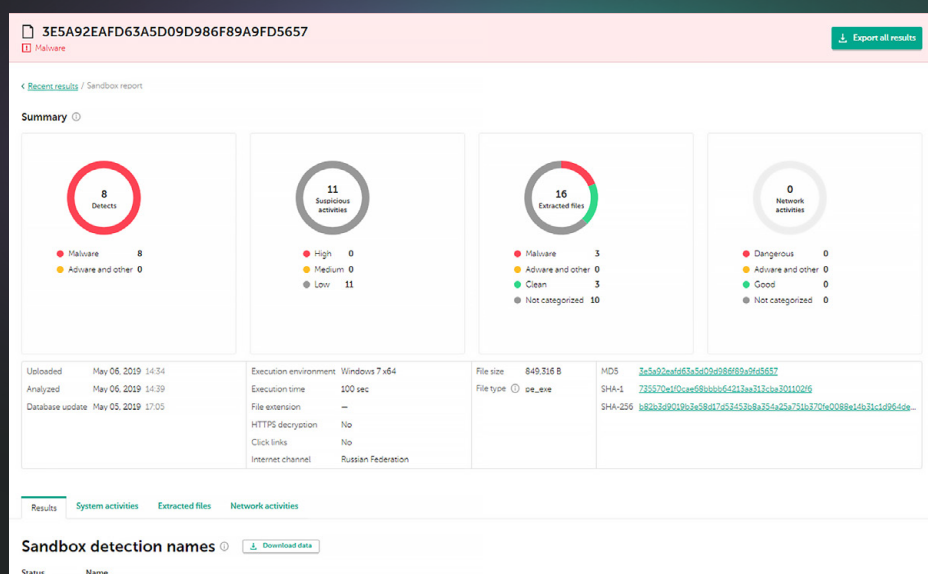 3E5A92EAFD63A5D09D986F89A9FD5657
Malware
Export all results
Recent results / Sandbox report
Summary
8
Detects
Malware 8
Adware and other 0
11
Suspicious
activities
High 0
Medium 0
Low 11
16
Extracted files
Malware 3
Adware and other 0
Clean 3
Not categorized 10
0
Network
activities
Dangerous 0
Adware and other 0
Good 0
Not categorized 0
Uploaded May 06, 2019 14:34
Analyzed May 06, 2019 14:39
Database update May 05, 2019 17:05
Execution environment Windows 7 x64
Execution time 100 sec
File extension —
HTTPS decryption No
Click links No
Internet channel Russian Federation
File size 849.316 B
File type pe_exe
MD5 3e5a92eafd63a5d09d986f89a9fd5657
SHA-1
SHA-256
Results
System activities
Extracted files
Network activities
Sandbox detection names
Download data
Status Name